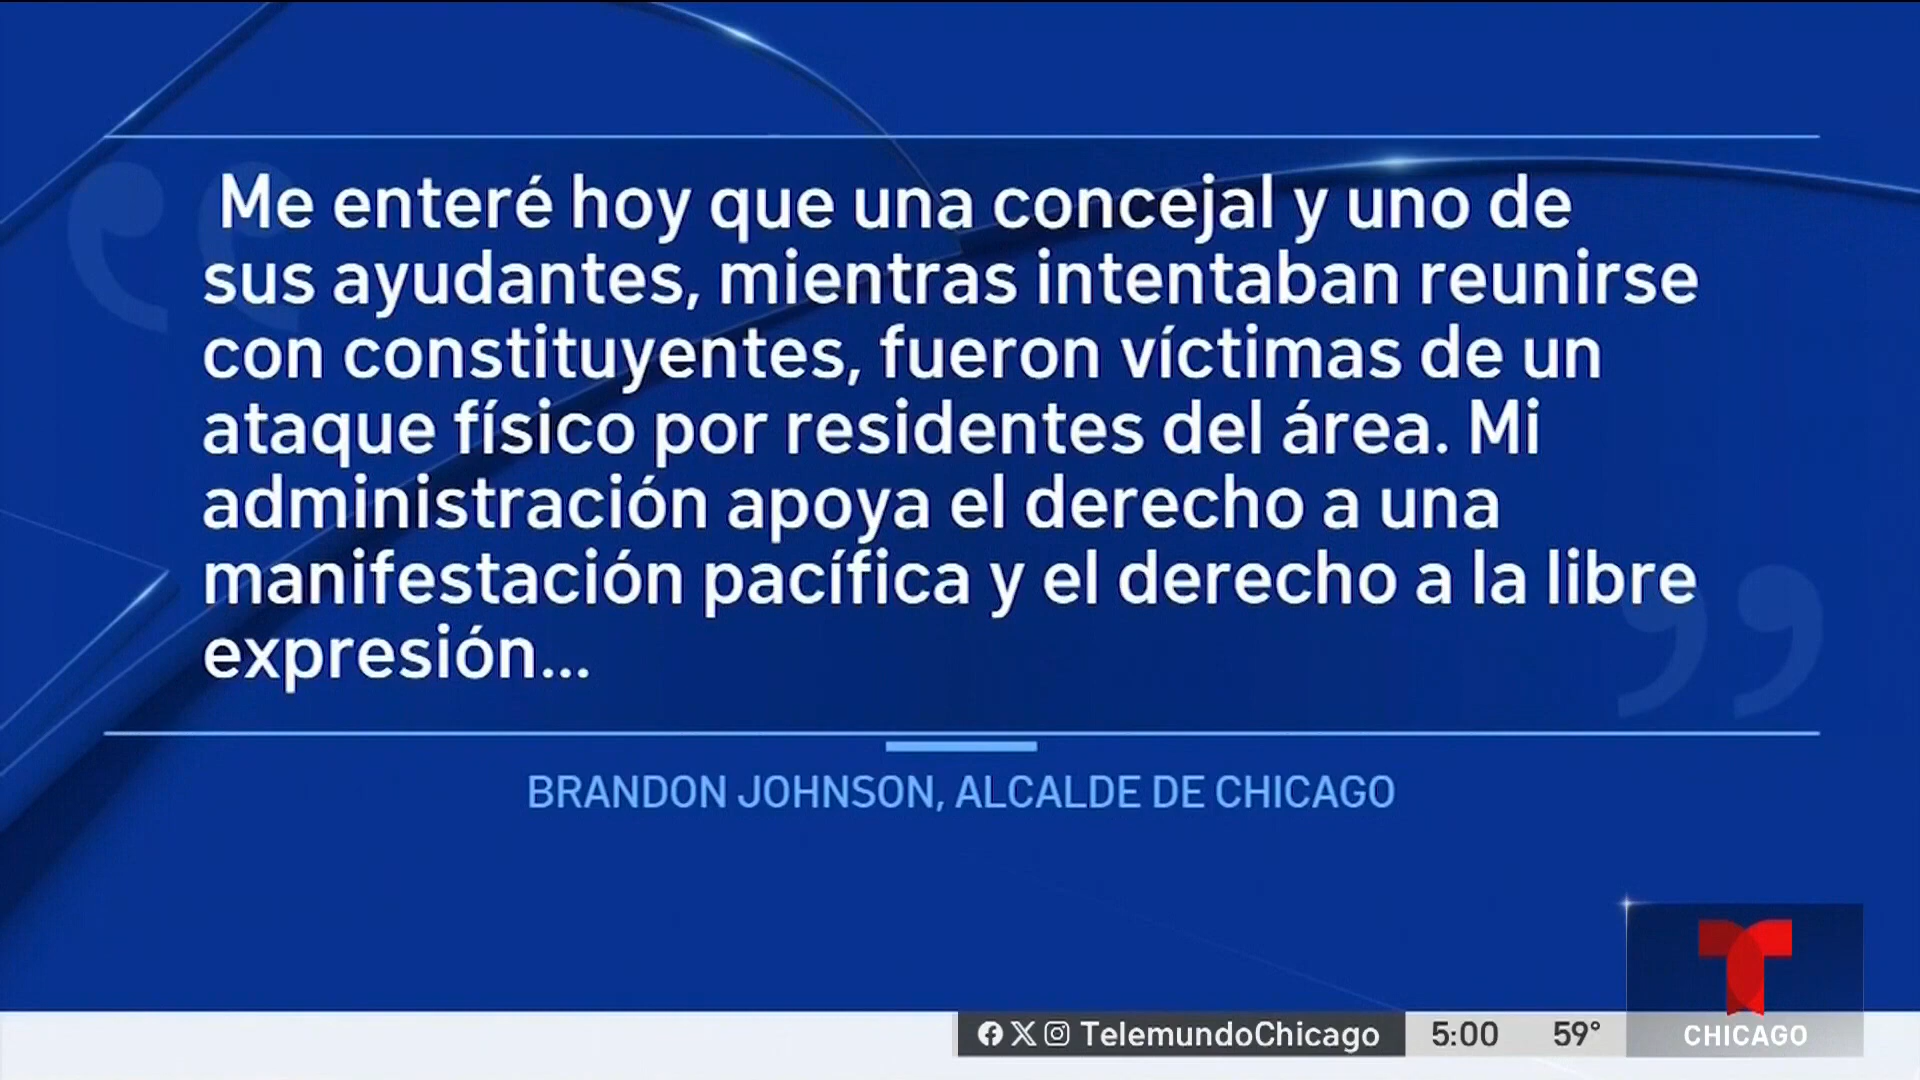 Me enteré hoy que una concejal y uno de
sus ayudantes, mientras intentaban reunirse
con constituyentes, fueron víctimas de un
ataque físico por residentes del área. Mi
administración apoya el derecho a una
manifestación pacífica y el derecho a la libre
expresión...
BRANDON JOHNSON, ALCALDE DE CHICAGO
TelemundoChicago 5:00 59°
CHICAGO